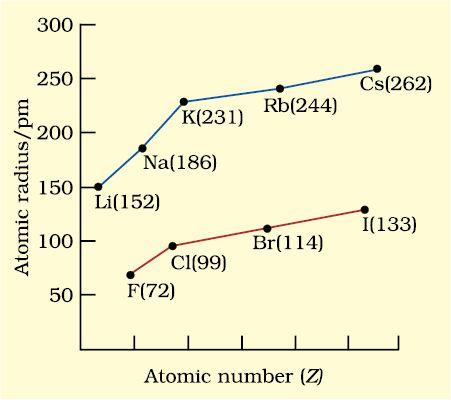 300
250
200
150
100
50
Atomic radius/pm
Cs(262)
Rb(244)
K(231)
Na(186)
Li(152)
I(133)
Br(114)
Cl(99)
F(72)
Atomic number (Z)